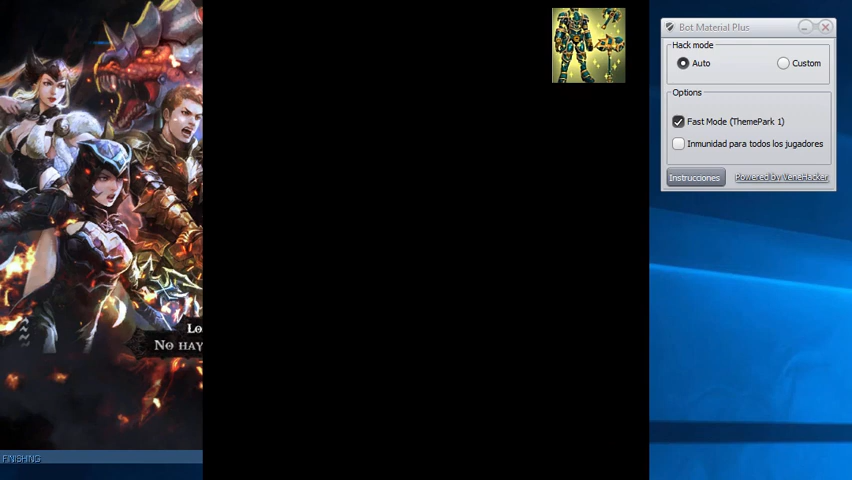 Bot Material Plus
Hack mode
Auto
Custom
Options
Fast Mode (ThemePark 1)
Inmunidad para todos los jugadores
Instrucciones
Powered by VeneHacker
Lo
No hay
FINISHING